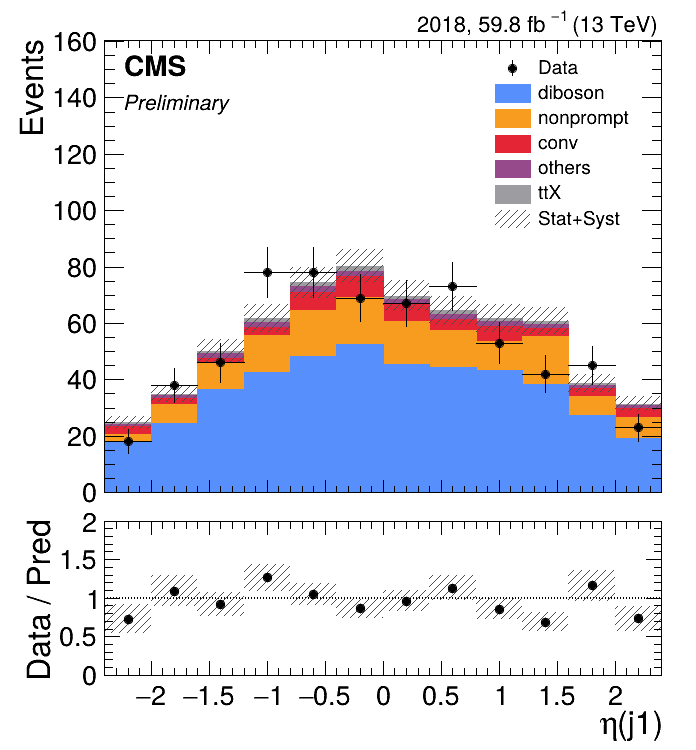 2018, 59.8 fb⁻¹ (13 TeV)
Events
160
140
120
100
80
60
40
20
0
CMS
Preliminary
Data
diboson
nonprompt
conv
others
ttX
Stat+Syst
Data / Pred
2
1.5
1
0.5
0
−2 −1.5 −1 −0.5 0 0.5 1 1.5 2
η(j1)